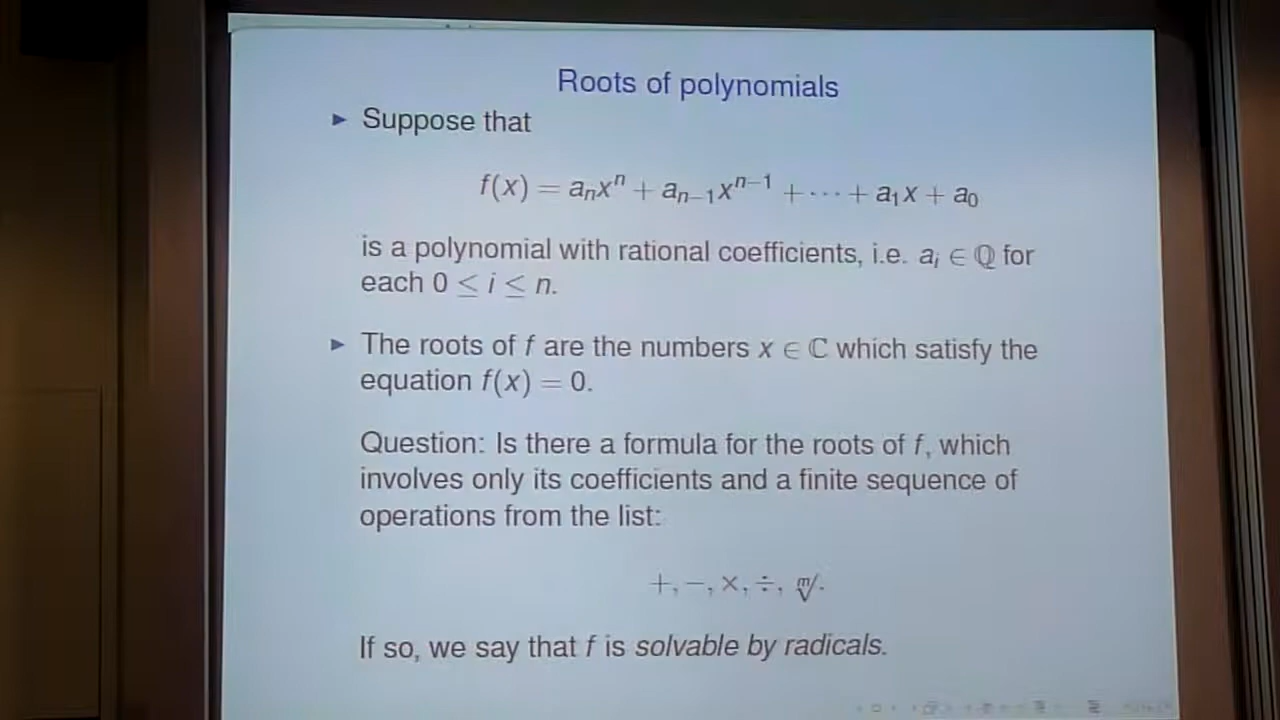 Roots of polynomials
▶ Suppose that
f(x) = aₙxⁿ + aₙ₋₁xⁿ⁻¹ + ⋯ + a₁x + a₀
is a polynomial with rational coefficients, i.e. aᵢ ∈ ℚ for
each 0 ≤ i ≤ n.
▶ The roots of f are the numbers x ∈ ℂ which satisfy the
equation f(x) = 0.
Question: Is there a formula for the roots of f, which
involves only its coefficients and a finite sequence of
operations from the list:
+, −, ×, ÷, ᵐ√.
If so, we say that f is solvable by radicals.